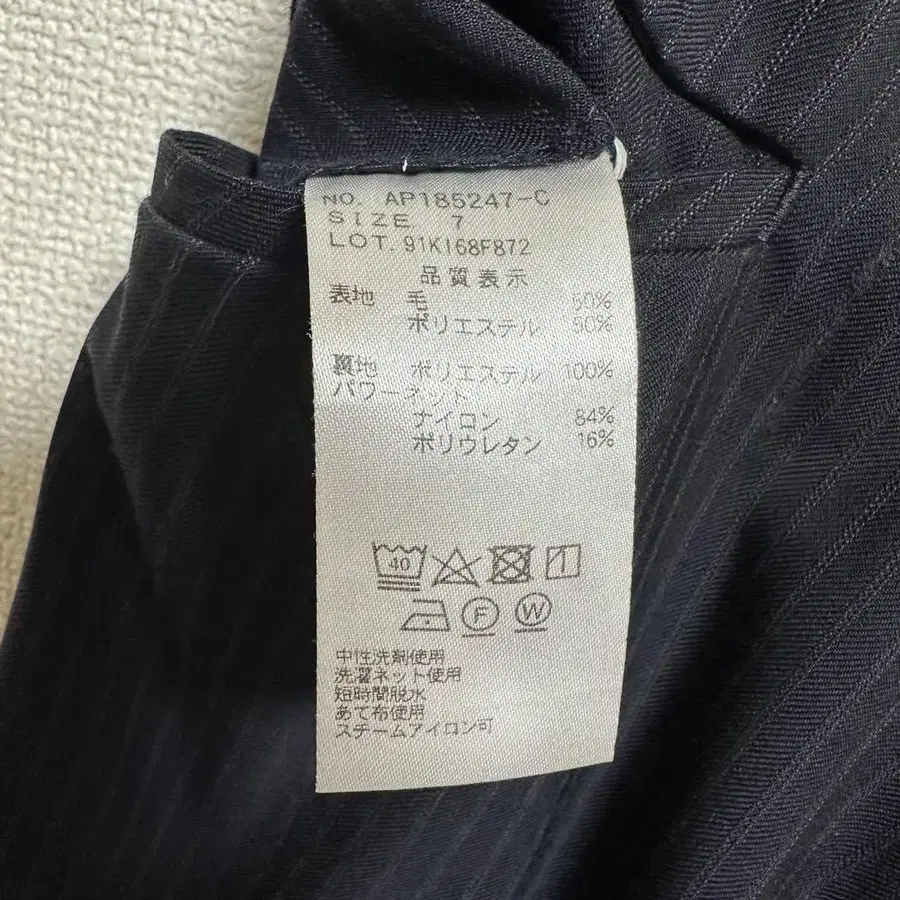 NO. AP185247-C
SIZE 7
LOT. 91K168F872
品質表示
表地 毛 50%
ポリエステル 50%
裏地 ポリエステル 100%
パワーネット
ナイロン 84%
ポリウレタン 16%
40
F W
中性洗剤使用
洗濯ネット使用
短時間脱水
あて布使用
スチームアイロン可